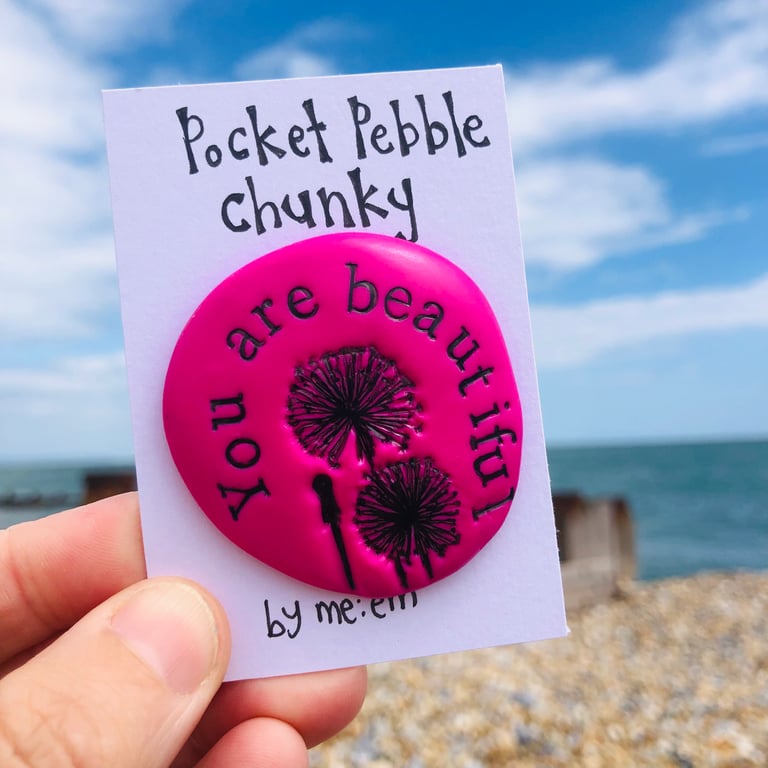 Pocket Pebble
chunky
You are beautiful
by me:em